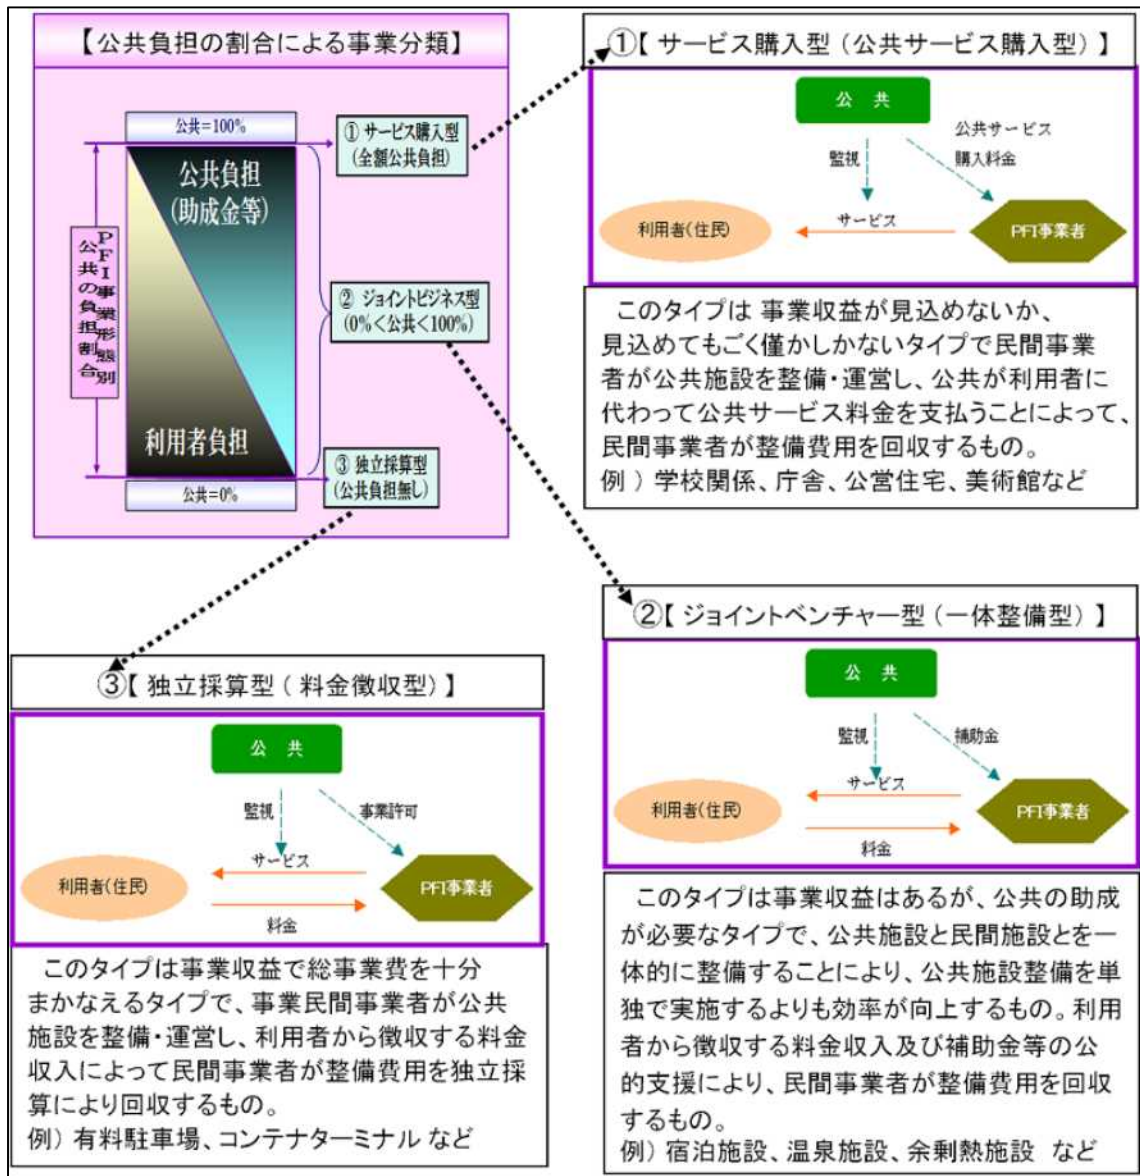 【公共負担の割合による事業分類】
公共=100%
公共負担
(助成金等)
利用者負担
公共=0%
PFI事業形態別
公共の負担割合
① サービス購入型
(全額公共負担)
② ジョイントビジネス型
(0%<公共<100%)
③ 独立採算型
(公共負担無し)
①【 サービス購入型（公共サービス購入型）】
公 共
監視
公共サービス
購入料金
利用者(住民)
サービス
PFI事業者
このタイプは 事業収益が見込めないか、
見込めてもごく僅かしかないタイプで民間事業
者が公共施設を整備・運営し、公共が利用者に
代わって公共サービス料金を支払うことによって、
民間事業者が整備費用を回収するもの。
例 ）学校関係、庁舎、公営住宅、美術館など
②【 ジョイントベンチャー型（一体整備型）】
公 共
監視
補助金
サービス
利用者(住民)
PFI事業者
料金
このタイプは事業収益はあるが、公共の助成
が必要なタイプで、公共施設と民間施設とを一
体的に整備することにより、公共施設整備を単
独で実施するよりも効率が向上するもの。利用
者から徴収する料金収入及び補助金等の公
的支援により、民間事業者が整備費用を回収
するもの。
例）宿泊施設、温泉施設、余剰熱施設 など
③【 独立採算型（ 料金徴収型）】
公 共
監視
事業許可
サービス
利用者(住民)
PFI事業者
料金
このタイプは事業収益で総事業費を十分
まかなえるタイプで、事業民間事業者が公共
施設を整備・運営し、利用者から徴収する料金
収入によって民間事業者が整備費用を独立採
算により回収するもの。
例）有料駐車場、コンテナターミナル など